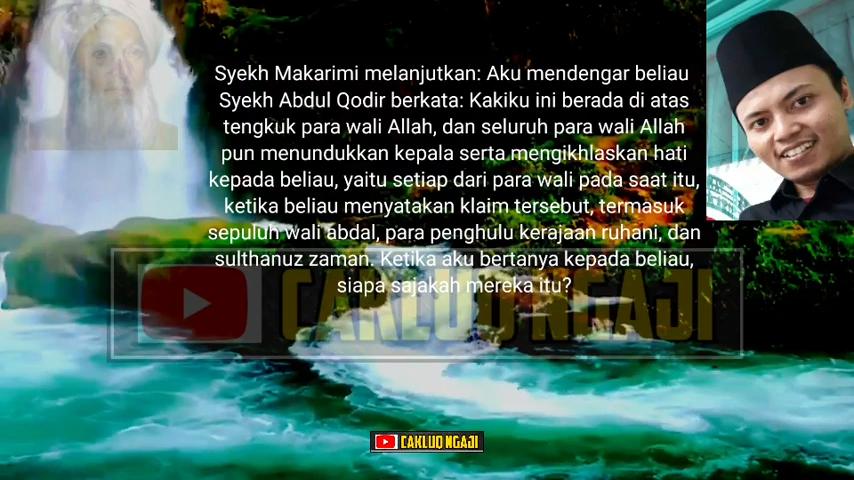 Syekh Makarimi melanjutkan: Aku mendengar beliau
Syekh Abdul Qodir berkata: Kakiku ini berada di atas
tengkuk para wali Allah, dan seluruh para wali Allah
pun menundukkan kepala serta mengikhlaskan hati
kepada beliau, yaitu setiap dari para wali pada saat itu,
ketika beliau menyatakan klaim tersebut, termasuk
sepuluh wali abdal, para penghulu kerajaan ruhani, dan
sulthanuz zaman. Ketika aku bertanya kepada beliau,
siapa sajakah mereka itu?
CAKLUQ NGAJI
CAKLUQ NGAJI